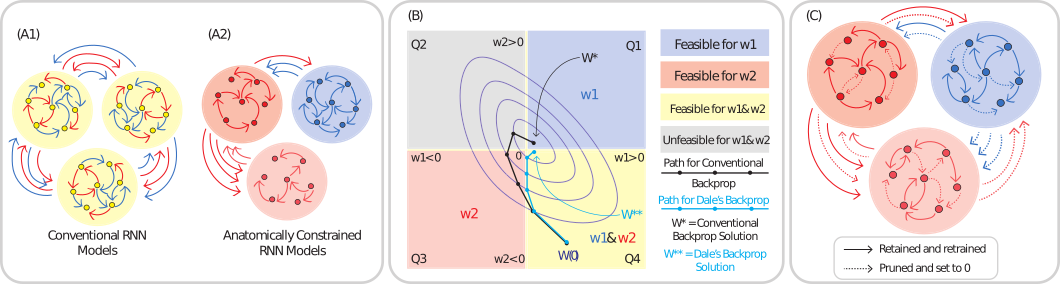 (A1)
(A2)
Conventional RNN
Models
Anatomically Constrained
RNN Models
(B)
Q2
w2>0
Q1
W*
w1
w1<0
0
w1>0
w2
W**
w1&w2
W(0)
Q3
w2<0
Q4
Feasible for w1
Feasible for w2
Feasible for w1&w2
Unfeasible for w1&w2
Path for Conventional
Backprop
Path for Dale's Backprop
W* = Conventional
Backprop Solution
W** = Dale's Backprop
Solution
(C)
Retained and retrained
Pruned and set to 0